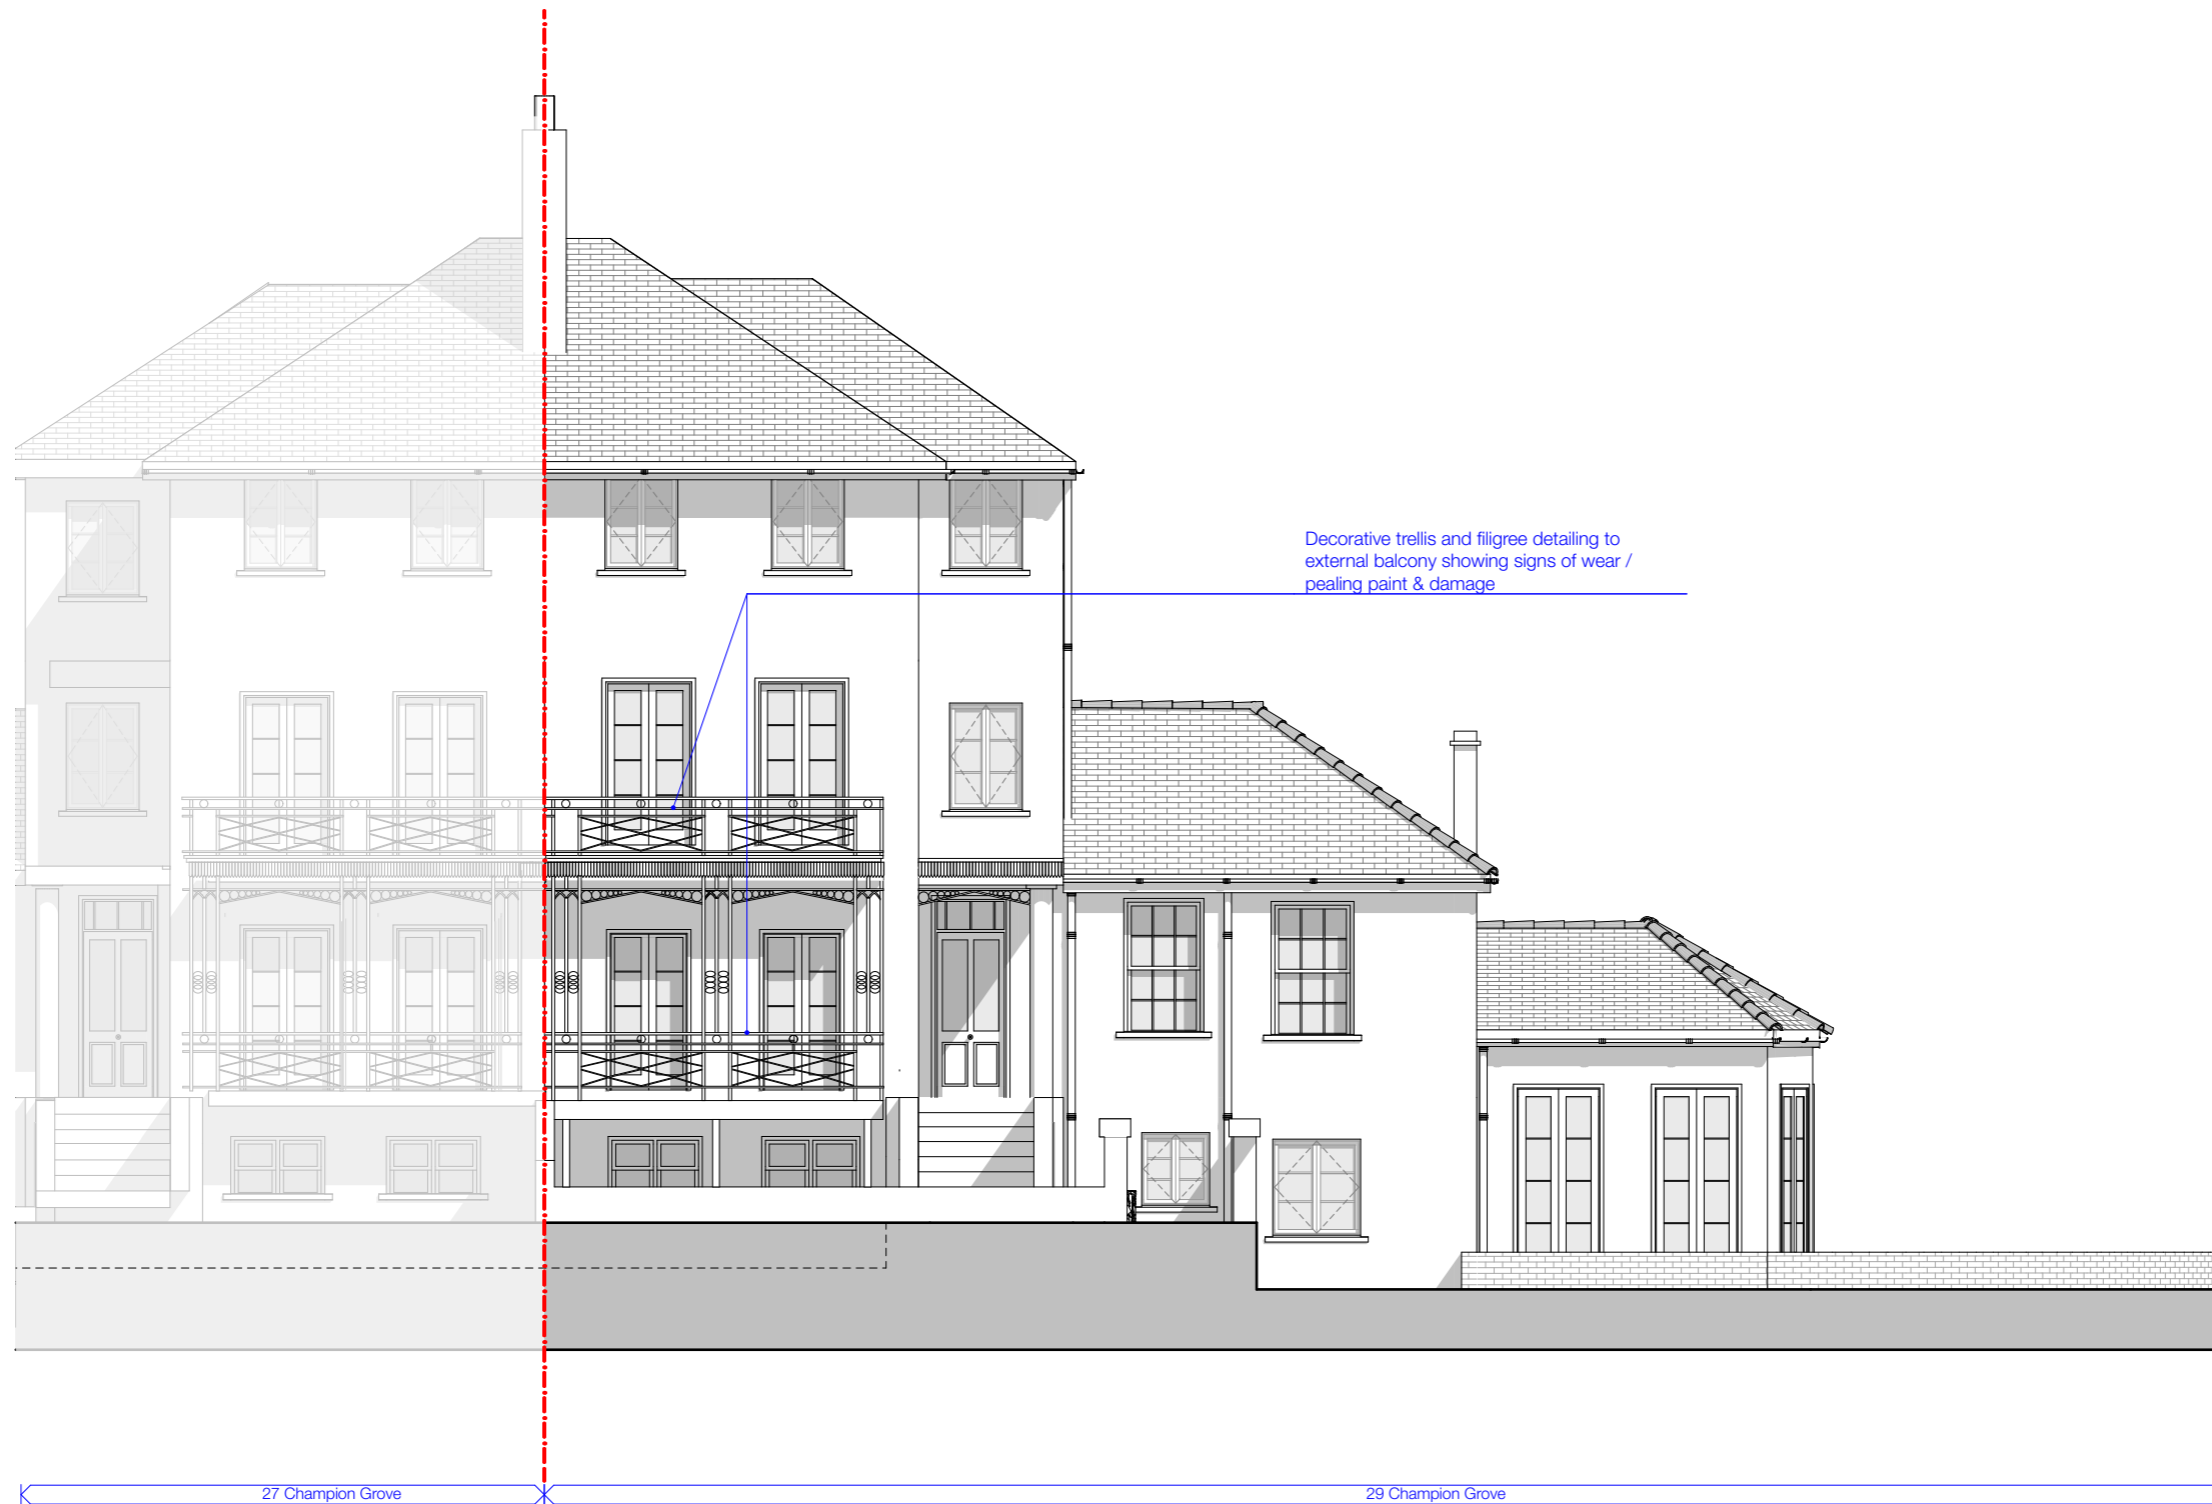 Decorative trellis and filigree detailing to
external balcony showing signs of wear /
pealing paint & damage
27 Champion Grove
29 Champion Grove